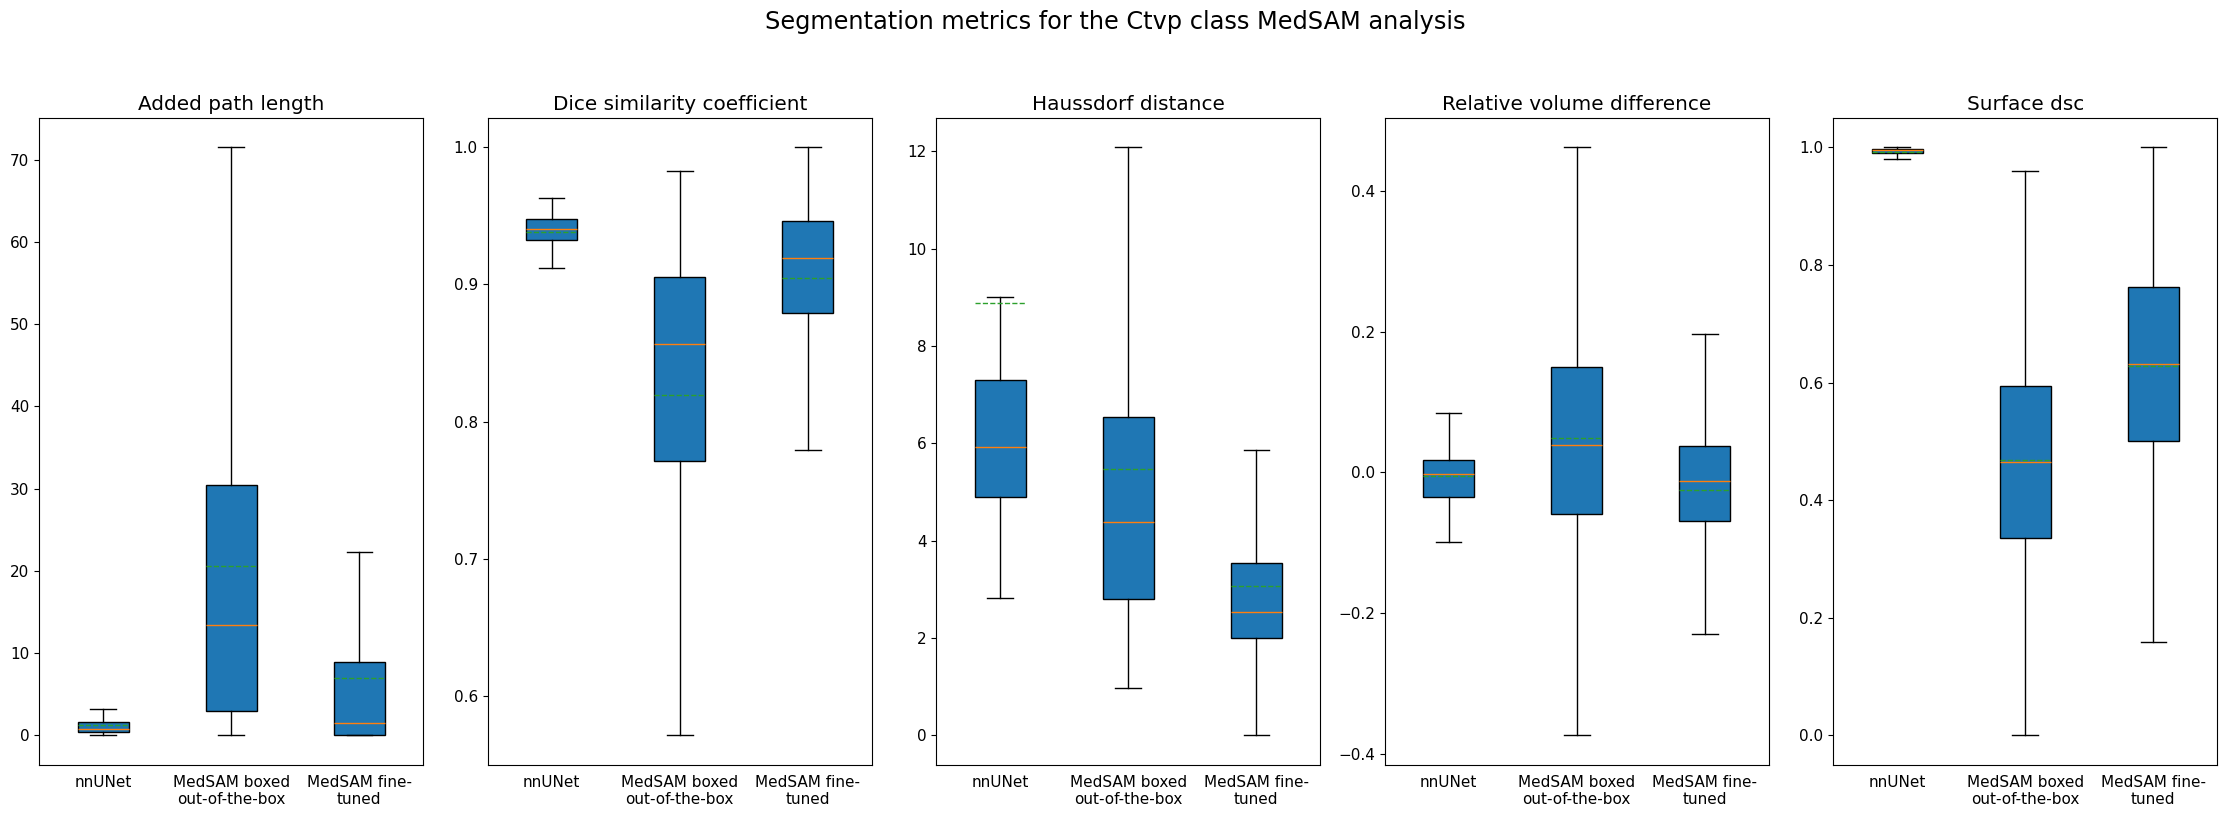 Segmentation metrics for the Ctvp class MedSAM analysis
Added path length
70
60
50
40
30
20
10
0
nnUNet
MedSAM boxed
out-of-the-box
MedSAM fine-
tuned
Dice similarity coefficient
1.0
0.9
0.8
0.7
0.6
nnUNet
MedSAM boxed
out-of-the-box
MedSAM fine-
tuned
Haussdorf distance
12
10
8
6
4
2
0
nnUNet
MedSAM boxed
out-of-the-box
MedSAM fine-
tuned
Relative volume difference
0.4
0.2
0.0
−0.2
−0.4
nnUNet
MedSAM boxed
out-of-the-box
MedSAM fine-
tuned
Surface dsc
1.0
0.8
0.6
0.4
0.2
0.0
nnUNet
MedSAM boxed
out-of-the-box
MedSAM fine-
tuned